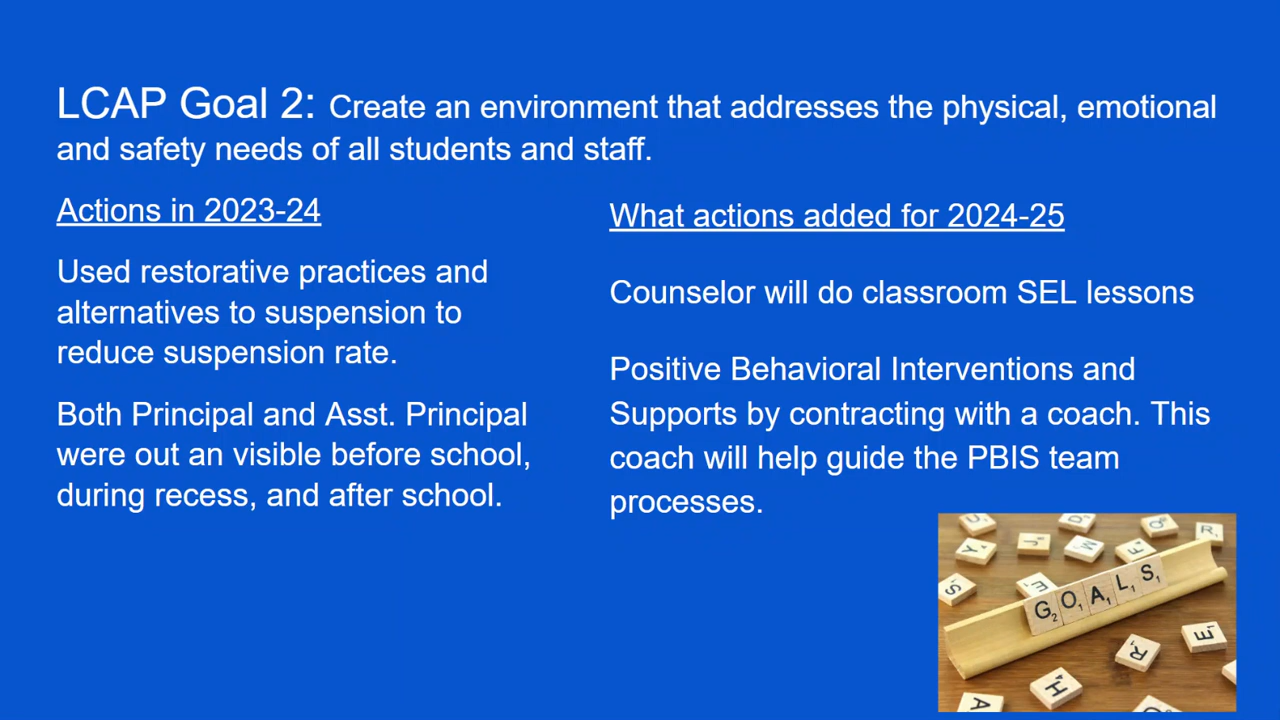 LCAP Goal 2: Create an environment that addresses the physical, emotional
and safety needs of all students and staff.
Actions in 2023-24
Used restorative practices and
alternatives to suspension to
reduce suspension rate.
Both Principal and Asst. Principal
were out an visible before school,
during recess, and after school.
What actions added for 2024-25
Counselor will do classroom SEL lessons
Positive Behavioral Interventions and
Supports by contracting with a coach. This
coach will help guide the PBIS team
processes.
GOALS